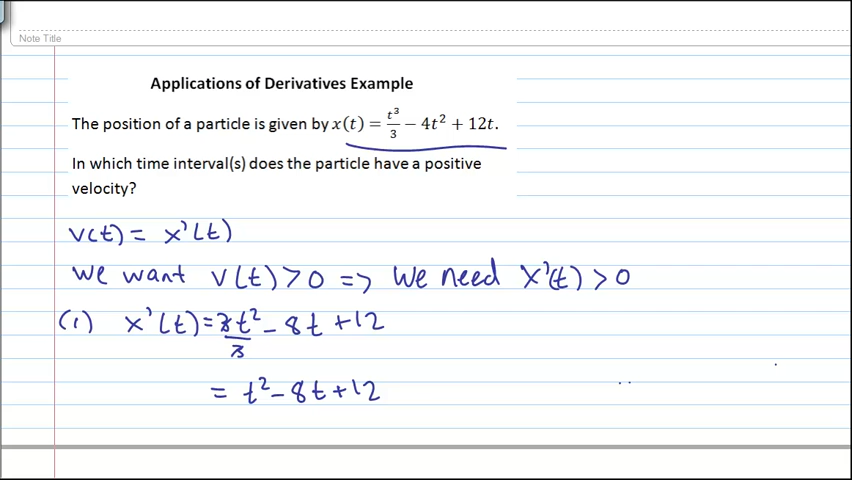 Note Title
Applications of Derivatives Example
The position of a particle is given by x(t) = t³/3 − 4t² + 12t.
In which time interval(s) does the particle have a positive
velocity?
v(t) = x'(t)
We want v(t) > 0 => We need x'(t) > 0
(1) x'(t) = 3t²/3 - 8t + 12
= t² - 8t + 12